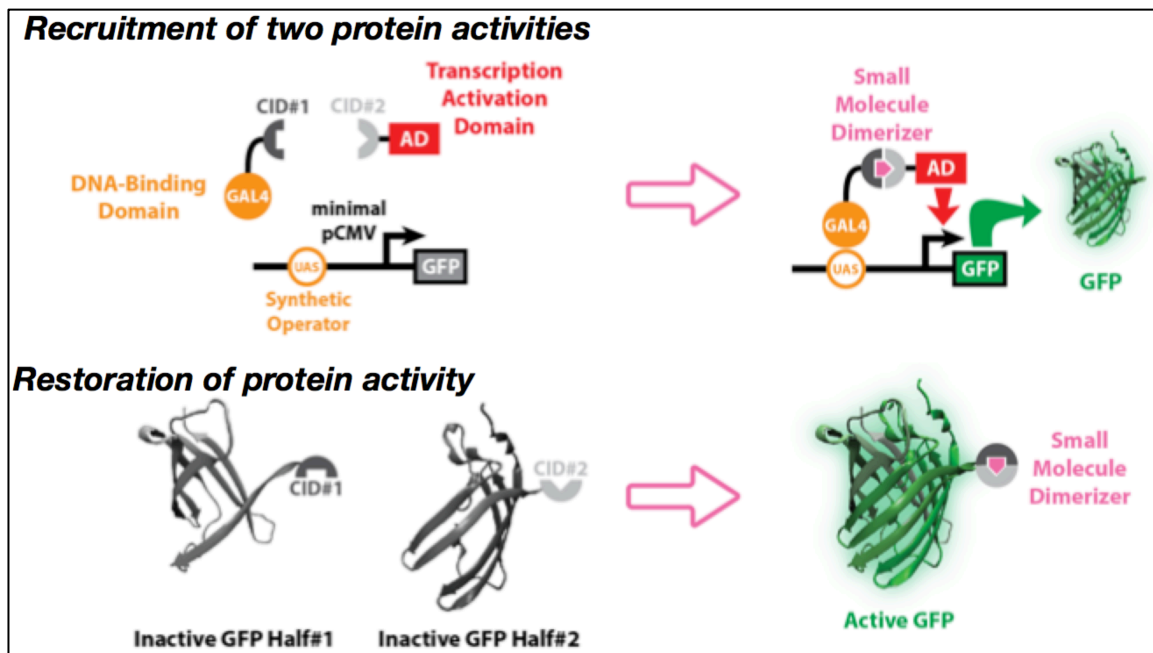 Recruitment of two protein activities
CID#1
CID#2
Transcription
Activation
Domain
AD
DNA-Binding
Domain
GAL4
minimal
pCMV
UAS
GFP
Synthetic
Operator
Small
Molecule
Dimerizer
AD
GAL4
UAS
GFP
GFP
Restoration of protein activity
CID#1
CID#2
Small
Molecule
Dimerizer
Inactive GFP Half#1
Inactive GFP Half#2
Active GFP